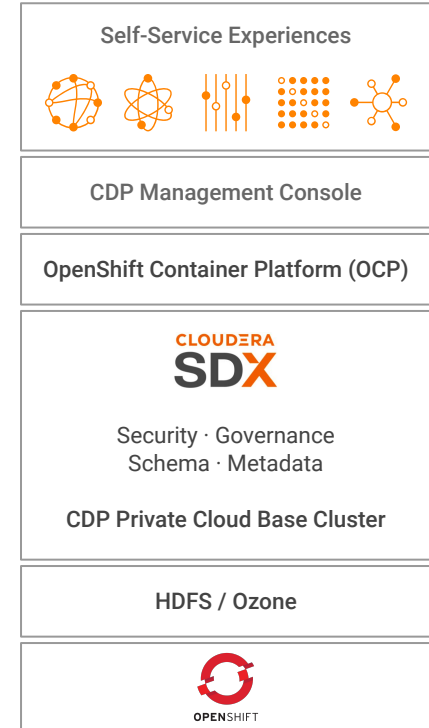 Self-Service Experiences
CDP Management Console
OpenShift Container Platform (OCP)
CLOUDERA
SDX
Security · Governance
Schema · Metadata
CDP Private Cloud Base Cluster
HDFS / Ozone
OPENSHIFT